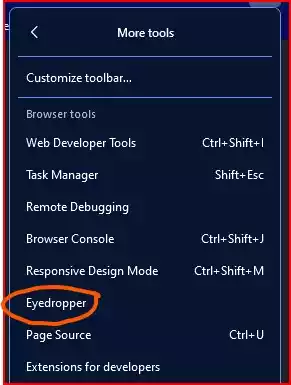 More tools
Customize toolbar...
Browser tools
Web Developer Tools Ctrl+Shift+I
Task Manager Shift+Esc
Remote Debugging
Browser Console Ctrl+Shift+J
Responsive Design Mode Ctrl+Shift+M
Eyedropper
Page Source Ctrl+U
Extensions for developers